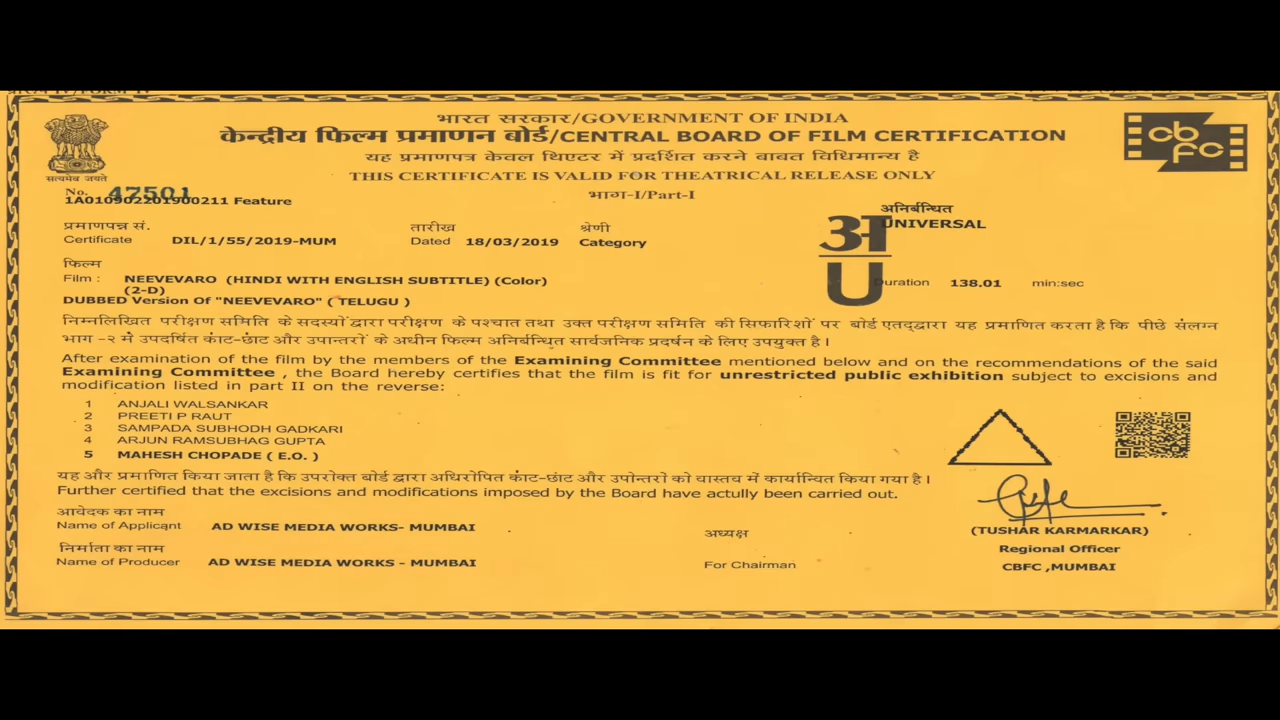 भारत सरकार/GOVERNMENT OF INDIA
केन्द्रीय फिल्म प्रमाणन बोर्ड/CENTRAL BOARD OF FILM CERTIFICATION
यह प्रमाणपत्र केवल थिएटर में प्रदर्शित करने बाबत विधिमान्य है
THIS CERTIFICATE IS VALID FOR THEATRICAL RELEASE ONLY
भाग-I/Part-I
cb
fc
सत्यमेव जयते
No. 47501
1A010902201900211 Feature
प्रमाणपन्न सं. तारीख श्रेणी
Certificate DIL/1/55/2019-MUM Dated 18/03/2019 Category
अ
U
अनिर्बन्धित
UNIVERSAL
फिल्म
Film : NEEVEVARO (HINDI WITH ENGLISH SUBTITLE) (Color)
(2-D)
Duration 138.01 min:sec
DUBBED Version Of "NEEVEVARO" ( TELUGU )
निम्नलिखित परीक्षण समिति के सदस्यों द्वारा परीक्षण के पश्चात तथा उक्त परीक्षण समिति की सिफारिशों पर बोर्ड एतद्द्वारा यह प्रमाणित करता है कि पीछे संलग्न
भाग -२ में उपदर्षित कांट-छांट और उपान्तरों के अधीन फिल्म अनिर्बन्धित सार्वजनिक प्रदर्षन के लिए उपयुक्त है।
After examination of the film by the members of the Examining Committee mentioned below and on the recommendations of the said
Examining Committee , the Board hereby certifies that the film is fit for unrestricted public exhibition subject to excisions and
modification listed in part II on the reverse:
1 ANJALI WALSANKAR
2 PREETI P RAUT
3 SAMPADA SUBHODH GADKARI
4 ARJUN RAMSUBHAG GUPTA
5 MAHESH CHOPADE ( E.O. )
यह और प्रमाणित किया जाता है कि उपरोक्त बोर्ड द्वारा अधिरोपित कांट-छांट और उपोन्तरों को वास्तव में कार्यान्वित किया गया है।
Further certified that the excisions and modifications imposed by the Board have actully been carried out.
आवेदक का नाम
Name of Applicant AD WISE MEDIA WORKS- MUMBAI
निर्माता का नाम
Name of Producer AD WISE MEDIA WORKS - MUMBAI
अध्यक्ष
For Chairman
(TUSHAR KARMARKAR)
Regional Officer
CBFC ,MUMBAI